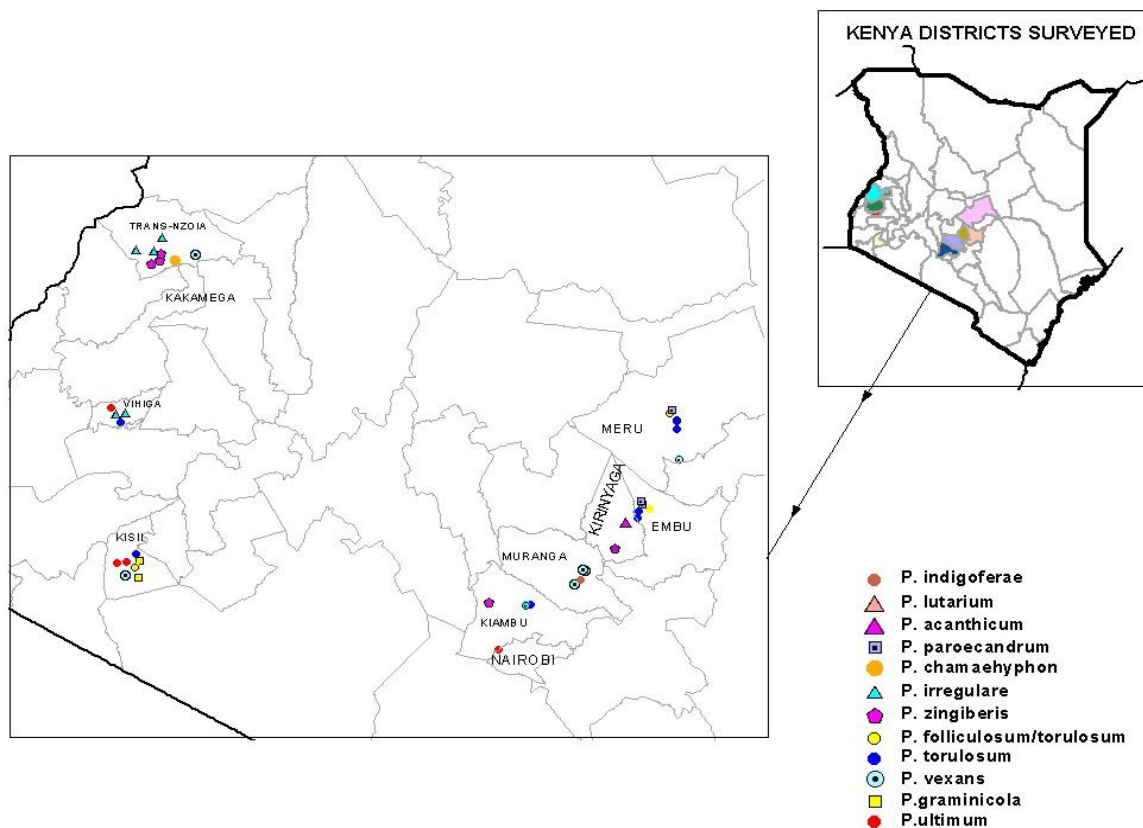 KENYA DISTRICTS SURVEYED
TRANS-NZOIA
KAKAMEGA
VIHIGA
MERU
KIRINYAGA
EMBU
KISII
MURANGA
KIAMBU
NAIROBI
P. indigoferae
P. lutarium
P. acanthicum
P. paroecandrum
P. chamaehyphon
P. irregulare
P. zingiberis
P. folliculosum/torulosum
P. torulosum
P. vexans
P.graminicola
P.ultimum